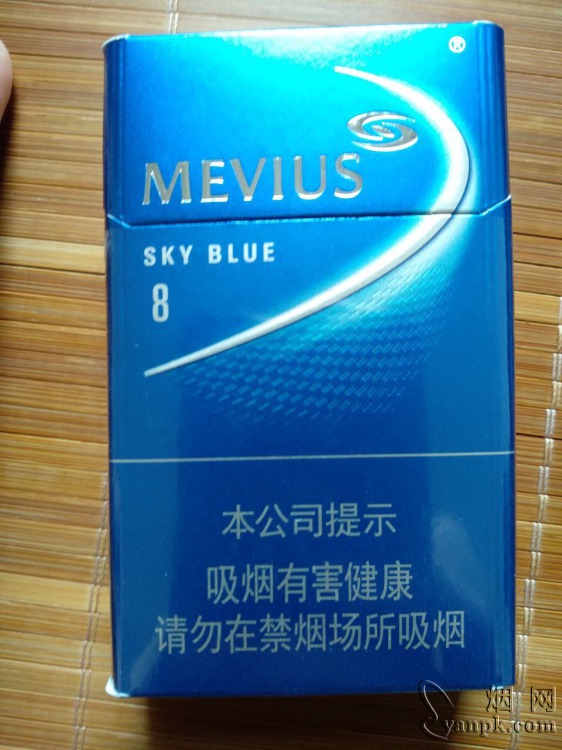 ®
MEVIUS
SKY BLUE
8
本公司提示
吸烟有害健康
请勿在禁烟场所吸烟
烟网
yanpk.com